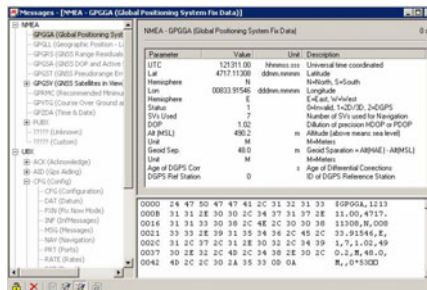 Messages - [NMEA - GPGGA (Global Positioning System Fix Data)]
NMEA
GPGGA (Global Positioning Syst
GPGLL (Geographic Position - La
GPGRS (GNSS Range Residuals
GPGSA (GNSS DOP and Active S
GPGST (GNSS Pseudorange Err
GPGSV (GNSS Satellites in View
GPRMC (Recommended Minimum
GPVTG (Course Over Ground a
GPZDA (Time & Date)
PUBX
????? (Unknown)
????? (Custom)
UBX
ACK (Acknowledge)
AID (Gps Aiding)
CFG (Config)
CFG (Configuration)
DAT (Datum)
FXN (Fix Now Mode)
INF (Inf Messages)
MSG (Messages)
NAV (Navigation)
PRT (Ports)
RATE (Rates)
NMEA - GPGGA (Global Positioning System Fix Data)
0
Parameter Value Unit Description
UTC 121311.00 hhmmss.sss Universal time coordinated
Lat 4717.11308 ddmm.mmmm Latitude
Hemisphere N N=North, S=South
Lon 00833.91546 dddmm.mmmm Longitude
Hemisphere E E=East, W=West
Status 1 0=Invalid, 1=2D/3D, 2=DGPS
SVs Used 7 Number of SVs used for Navigation
DOP 1.02 Dilution of precision HDOP or PDOP
Alt (MSL) 490.2 m Altitude (above means sea level)
Unit M M=Meters
Geoid Sep. 48.0 m Geoid Sparation = Alt(HAE) - Alt(MSL)
Unit M M=Meters
Age of DGPS Corr s Age of Differential Corrections
DGPS Ref Station 0 ID of DGPS Reference Station
0000 24 47 50 47 47 41 2C 31 32 31 33 $GPGGA,1213
000B 31 31 2E 30 30 2C 34 37 31 37 2E 11.00,4717.
0016 31 31 33 30 38 2C 4E 2C 30 30 38 11308,N,008
0021 33 33 2E 39 31 35 34 36 2C 45 2C 33.91546,E,
002C 31 2C 37 2C 31 2E 30 32 2C 34 39 1,7,1.02,49
0037 30 2E 32 2C 4D 2C 34 38 2E 30 2C 0.2,M,48.0,
0042 4D 2C 2C 30 2A 35 33 0D 0A M,,0*53